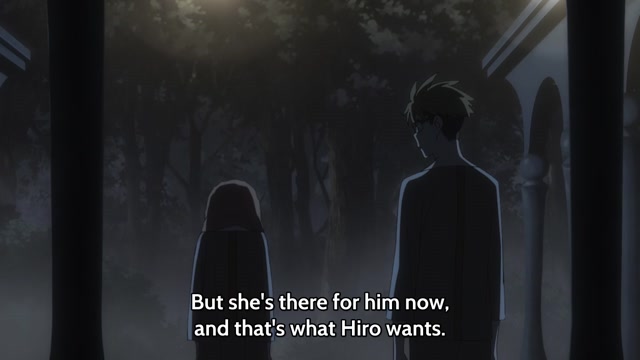 But she's there for him now,
and that's what Hiro wants.